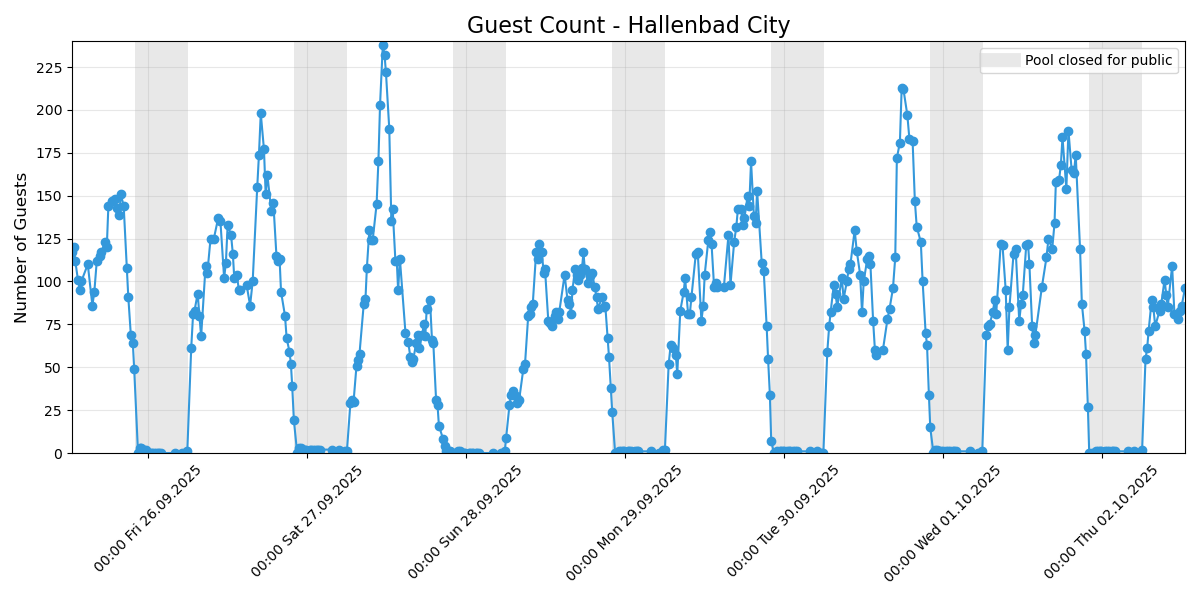 Guest Count - Hallenbad City
Pool closed for public
Number of Guests
225
200
175
150
125
100
75
50
25
0
00:00 Fri 26.09.2025
00:00 Sat 27.09.2025
00:00 Sun 28.09.2025
00:00 Mon 29.09.2025
00:00 Tue 30.09.2025
00:00 Wed 01.10.2025
00:00 Thu 02.10.2025